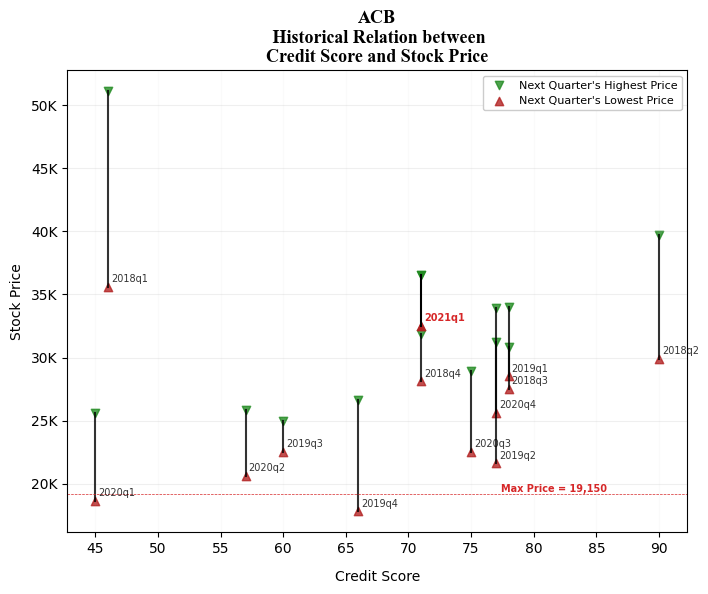 ACB
Historical Relation between
Credit Score and Stock Price
Next Quarter's Highest Price
Next Quarter's Lowest Price
50K
45K
40K
35K
30K
25K
20K
Stock Price
2018q1
2021q1
2018q2
2018q4
2019q1
2018q3
2020q4
2019q3
2020q3
2019q2
2020q2
2020q1
2019q4
Max Price = 19,150
45 50 55 60 65 70 75 80 85 90
Credit Score